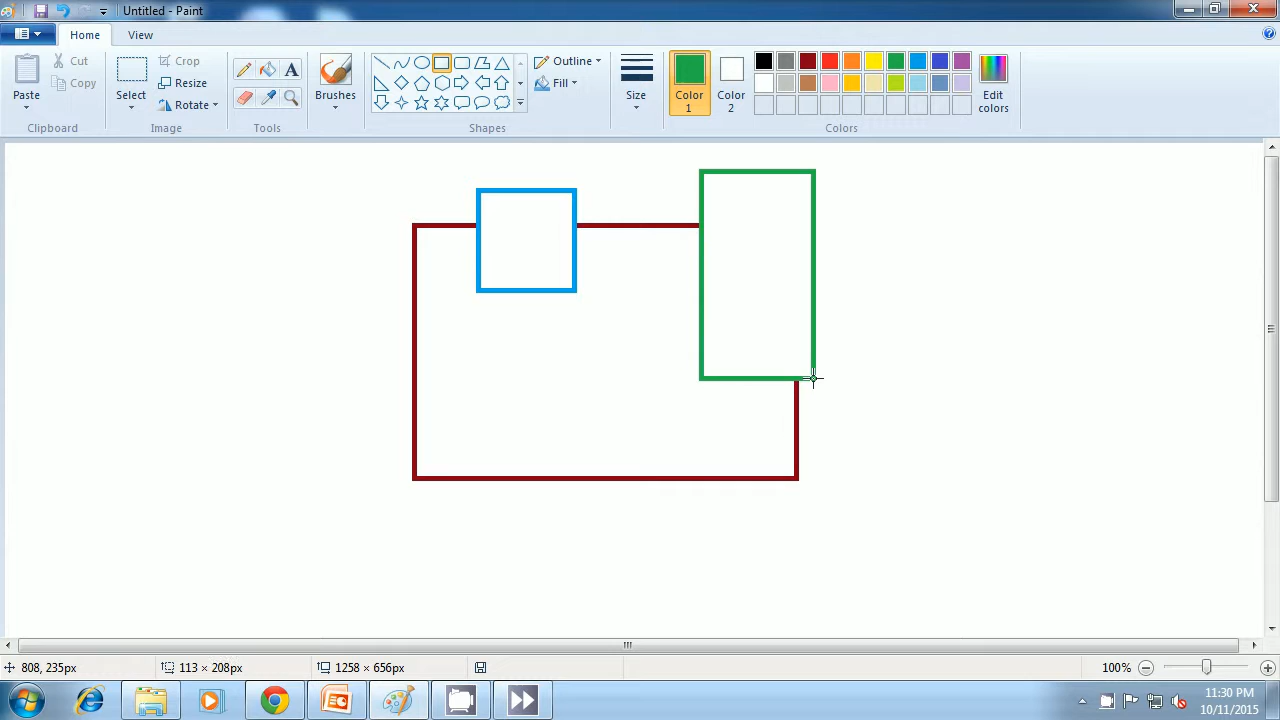 Untitled - Paint
Home View
Paste
Cut
Copy
Clipboard
Select
Crop
Resize
Rotate
Image
A
Tools
Brushes
Outline
Fill
Shapes
Size
Color
1
Color
2
Edit
colors
Colors
808, 235px
113 × 208px
1258 × 656px
100%
11:30 PM
10/11/2015